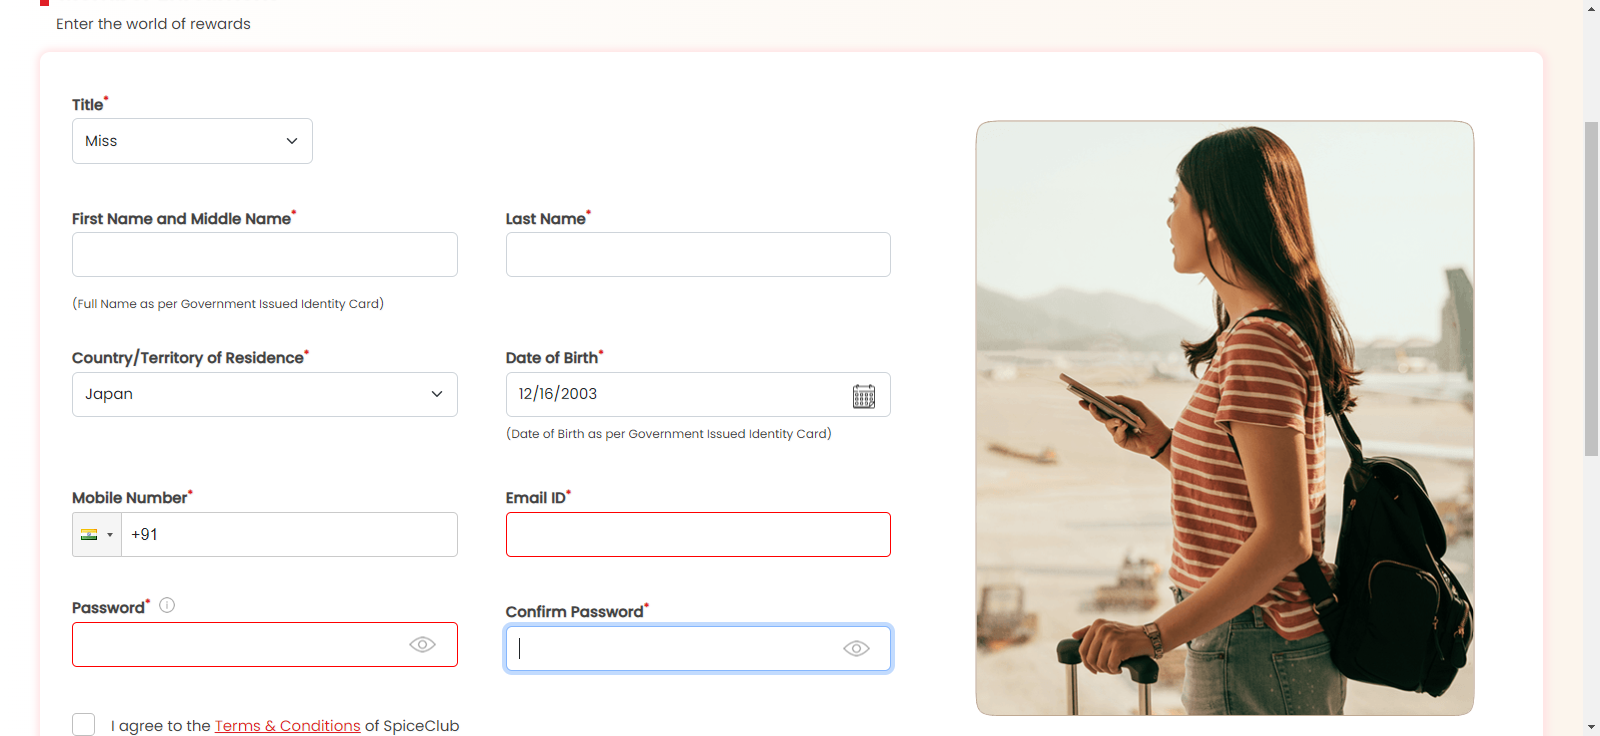 Enter the world of rewards
Title*
Miss
First Name and Middle Name*
Last Name*
(Full Name as per Government Issued Identity Card)
Country/Territory of Residence*
Date of Birth*
Japan
12/16/2003
(Date of Birth as per Government Issued Identity Card)
Mobile Number*
Email ID*
+91
Password*
Confirm Password*
I agree to the Terms & Conditions of SpiceClub